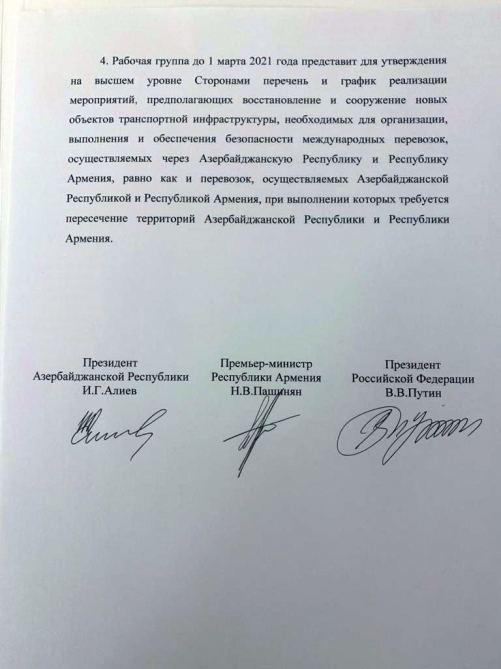 4. Рабочая группа до 1 марта 2021 года представит для утверждения
на высшем уровне Сторонами перечень и график реализации
мероприятий, предполагающих восстановление и сооружение новых
объектов транспортной инфраструктуры, необходимых для организации,
выполнения и обеспечения безопасности международных перевозок,
осуществляемых через Азербайджанскую Республику и Республику
Армения, равно как и перевозок, осуществляемых Азербайджанской
Республикой и Республикой Армения, при выполнении которых требуется
пересечение территорий Азербайджанской Республики и Республики
Армения.
Президент
Азербайджанской Республики
И.Г.Алиев
Премьер-министр
Республики Армения
Н.В.Пашинян
Президент
Российской Федерации
В.В.Путин